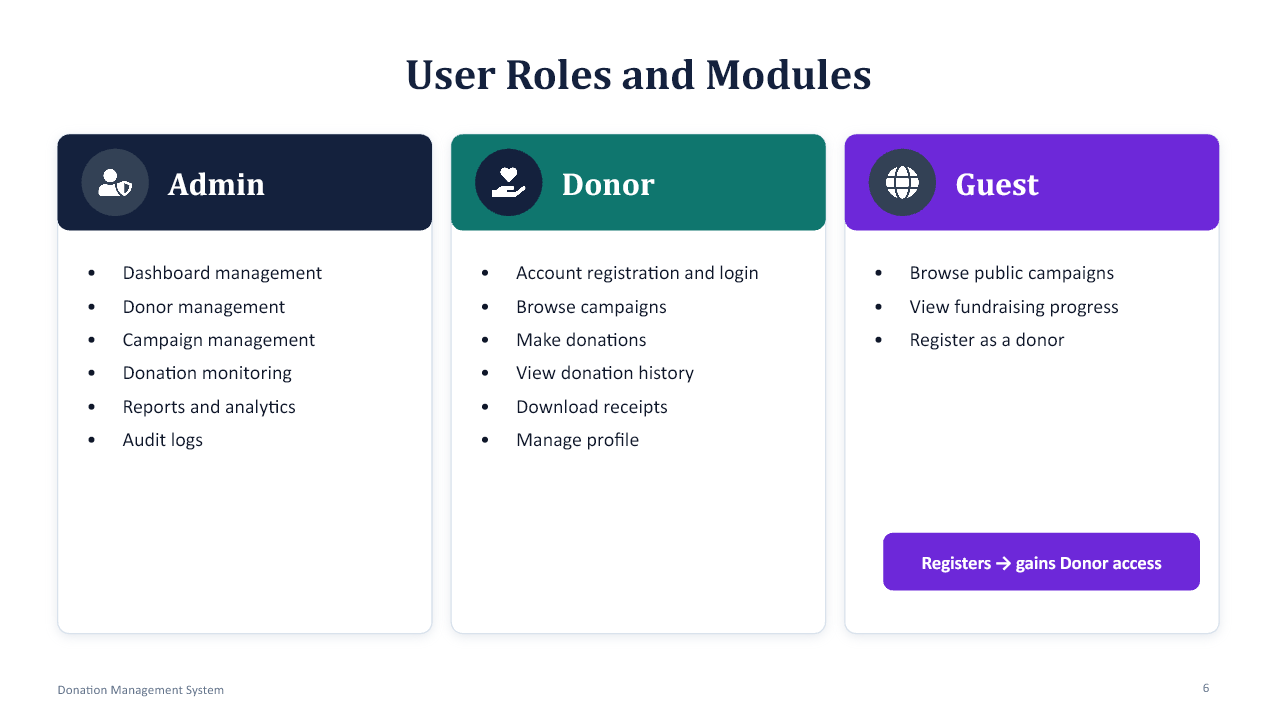 User Roles and Modules
Admin
• Dashboard management
• Donor management
• Campaign management
• Donation monitoring
• Reports and analytics
• Audit logs
Donor
• Account registration and login
• Browse campaigns
• Make donations
• View donation history
• Download receipts
• Manage profile
Guest
• Browse public campaigns
• View fundraising progress
• Register as a donor
Registers → gains Donor access
Donation Management System
6